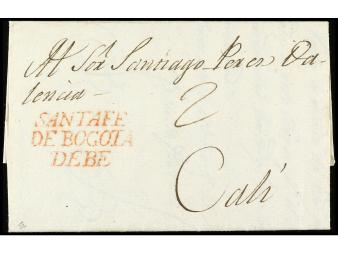 Al Sor. Santiago Perez Va-
lencia
2
SANTAFE
DE BOGOTA
DEBE
Cali